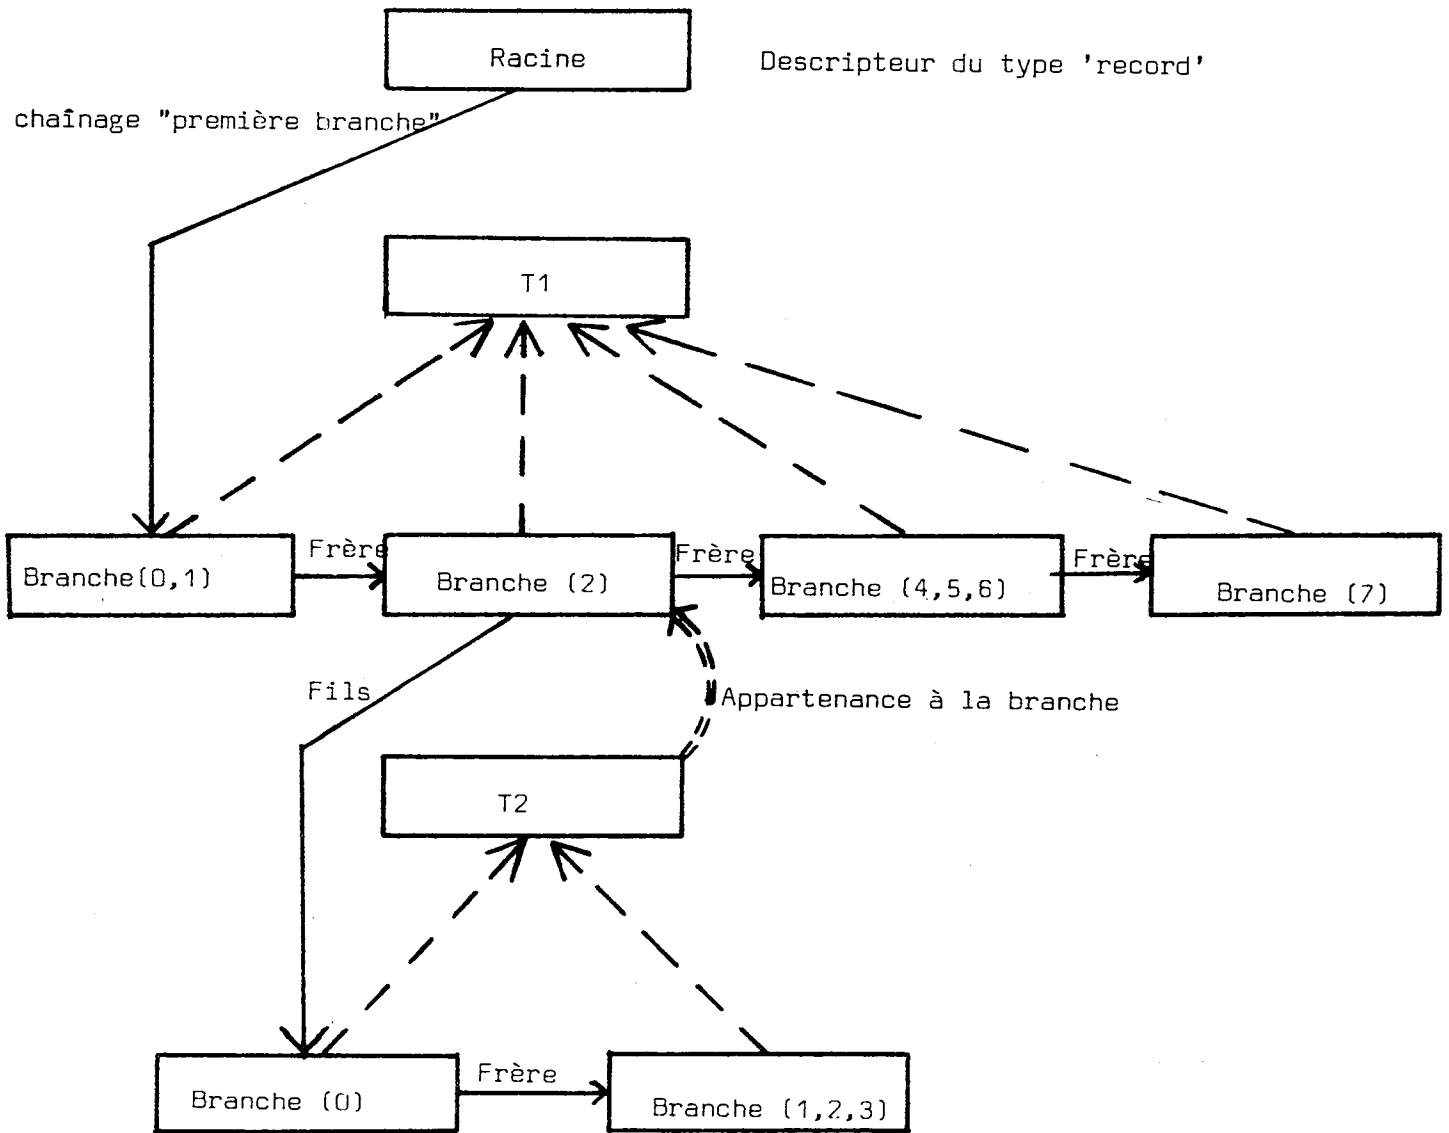 Racine
Descripteur du type 'record'
chaînage "première branche"
T1
Frère
Frère
Frère
Branche(0,1)
Branche (2)
Branche (4,5,6)
Branche (7)
Fils
Appartenance à la branche
T2
Frère
Branche (0)
Branche (1,2,3)